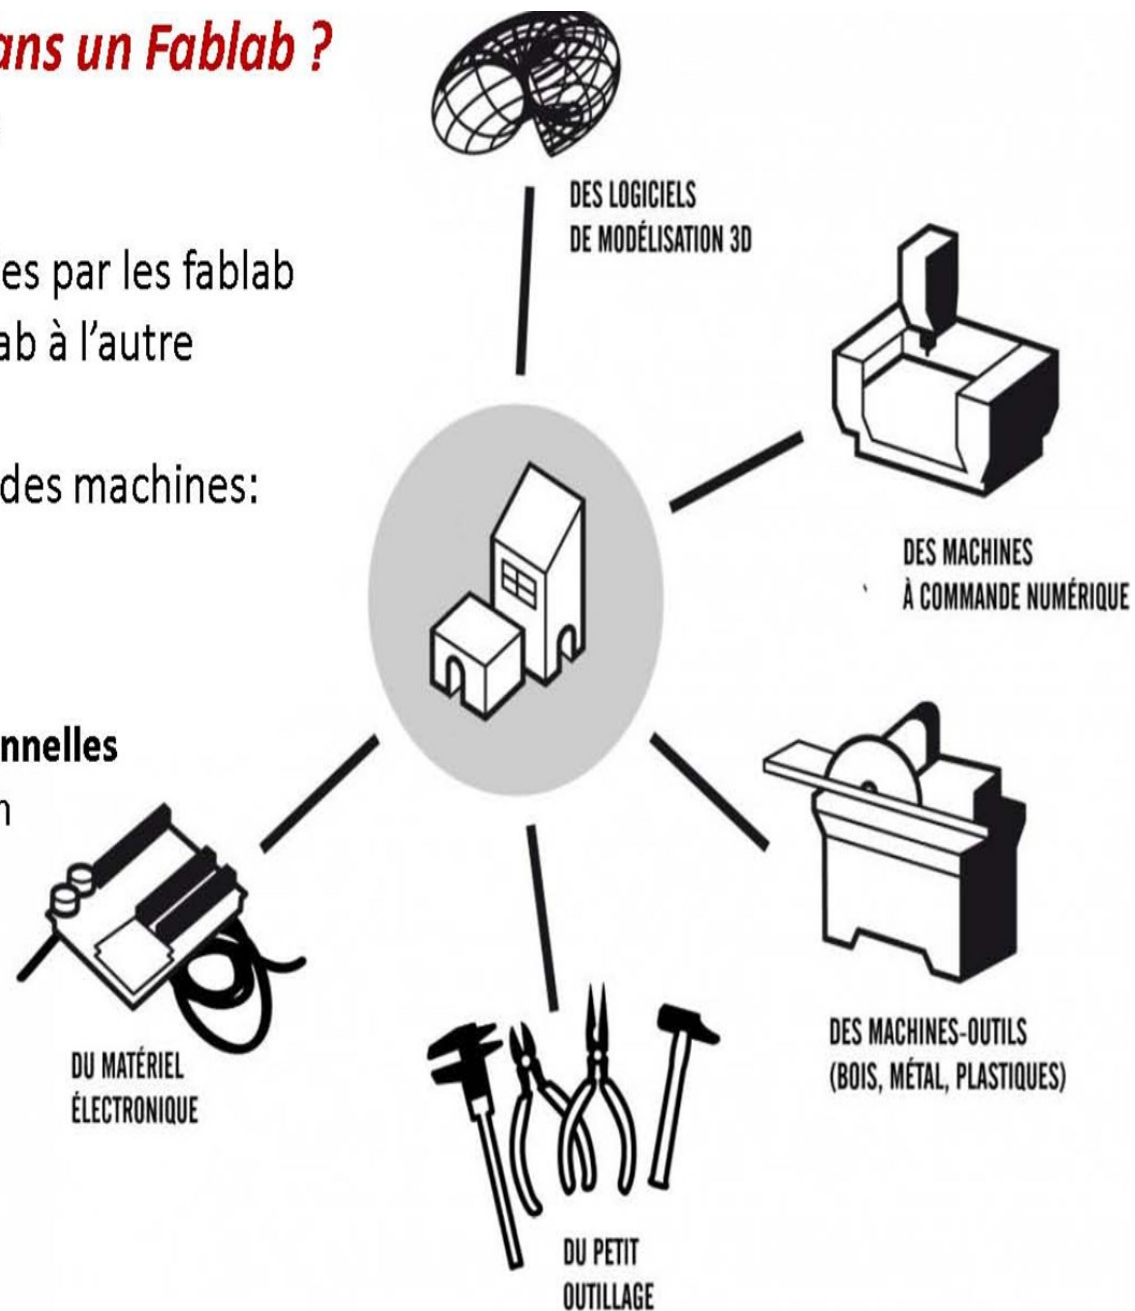 ans un Fablab ?
es par les fablab
ab à l'autre
des machines:
nnelles
n
DES LOGICIELS
DE MODÉLISATION 3D
DES MACHINES
À COMMANDE NUMÉRIQUE
DES MACHINES-OUTILS
(BOIS, MÉTAL, PLASTIQUES)
DU PETIT
OUTILLAGE
DU MATÉRIEL
ÉLECTRONIQUE